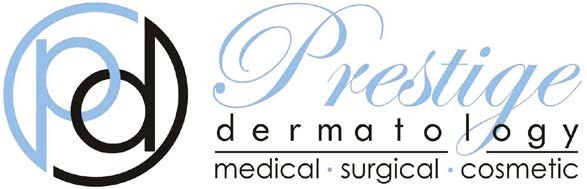 pd
Prestige
dermatology
medical · surgical · cosmetic